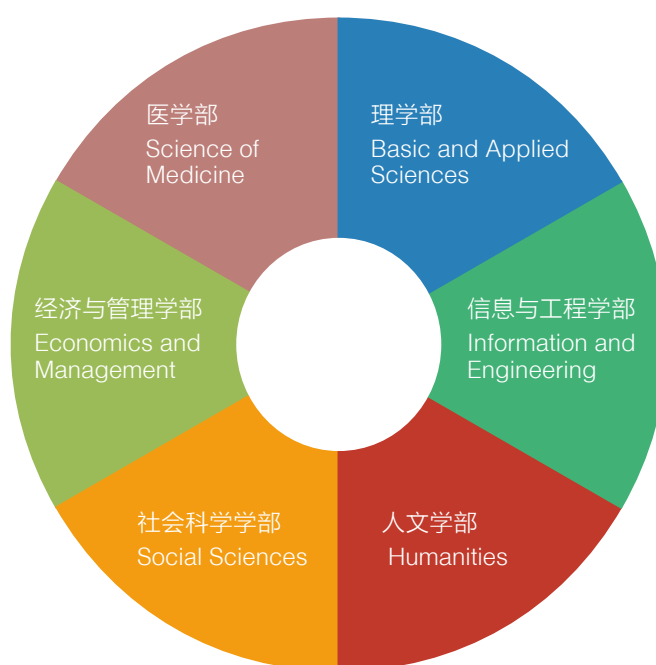 医学部
Science of
Medicine
理学部
Basic and Applied
Sciences
经济与管理学部
Economics and
Management
信息与工程学部
Information and
Engineering
社会科学学部
Social Sciences
人文学部
Humanities